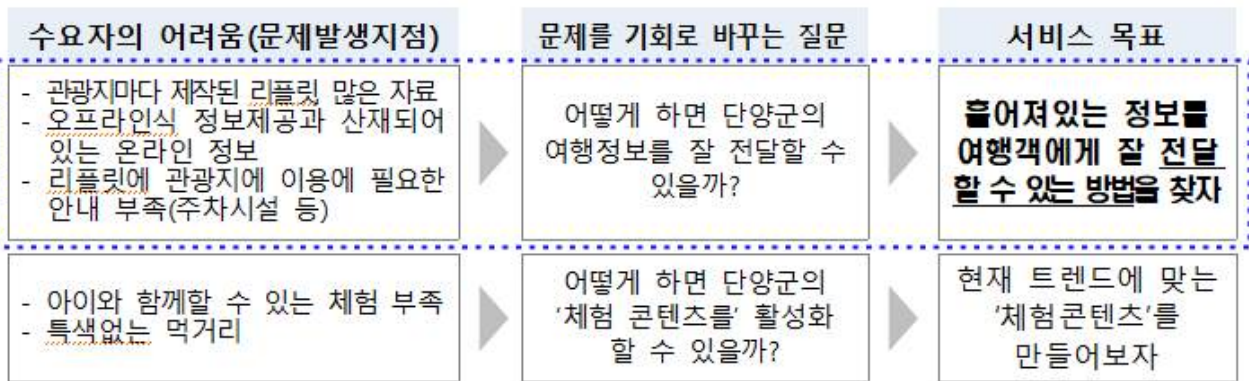 수요자의 어려움(문제발생지점)
문제를 기회로 바꾸는 질문
서비스 목표
- 관광지마다 제작된 리플릿, 많은 자료
- 오프라인식 정보제공과 산재되어
있는 온라인 정보
- 리플릿에 관광지에 이용에 필요한
안내 부족(주차시설 등)
어떻게 하면 단양군의
여행정보를 잘 전달할 수
있을까?
흩어져있는 정보를
여행객에게 잘 전달
할 수 있는 방법을 찾자
- 아이와 함께할 수 있는 체험 부족
- 특색없는 먹거리
어떻게 하면 단양군의
'체험 콘텐츠를' 활성화
할 수 있을까?
현재 트렌드에 맞는
'체험콘텐츠'를
만들어보자